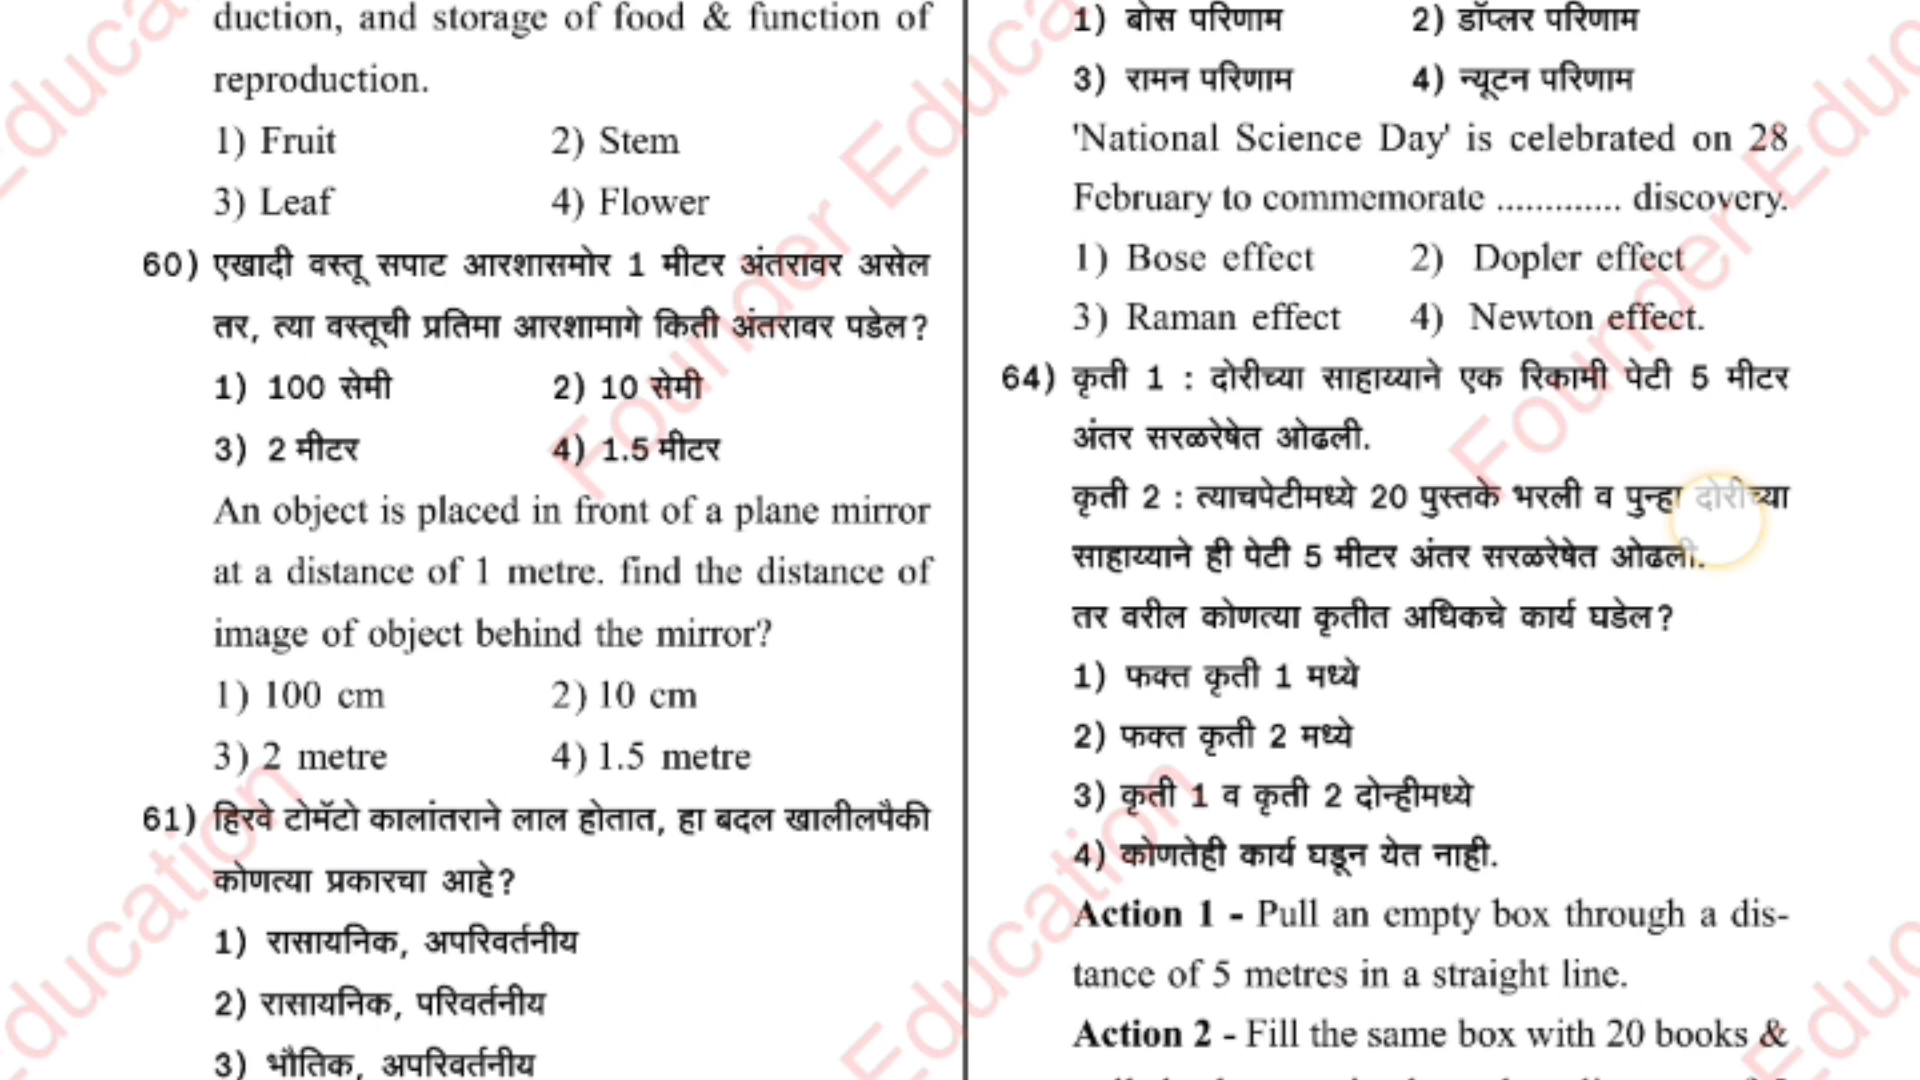 duction, and storage of food & function of
reproduction.
1) Fruit 2) Stem
3) Leaf 4) Flower
60) एखादी वस्तू सपाट आरशासमोर 1 मीटर अंतरावर असेल
तर, त्या वस्तूची प्रतिमा आरशामागे किती अंतरावर पडेल?
1) 100 सेमी 2) 10 सेमी
3) 2 मीटर 4) 1.5 मीटर
An object is placed in front of a plane mirror
at a distance of 1 metre. find the distance of
image of object behind the mirror?
1) 100 cm 2) 10 cm
3) 2 metre 4) 1.5 metre
61) हिरवे टोमॅटो कालांतराने लाल होतात, हा बदल खालीलपैकी
कोणत्या प्रकारचा आहे?
1) रासायनिक, अपरिवर्तनीय
2) रासायनिक, परिवर्तनीय
3) भौतिक, अपरिवर्तनीय
1) बोस परिणाम 2) डॉप्लर परिणाम
3) रामन परिणाम 4) न्यूटन परिणाम
'National Science Day' is celebrated on 28
February to commemorate ............. discovery.
1) Bose effect 2) Dopler effect
3) Raman effect 4) Newton effect.
64) कृती 1 : दोरीच्या साहाय्याने एक रिकामी पेटी 5 मीटर
अंतर सरळरेषेत ओढली.
कृती 2 : त्याचपेटीमध्ये 20 पुस्तके भरली व पुन्हा दोरीच्या
साहाय्याने ही पेटी 5 मीटर अंतर सरळरेषेत ओढली.
तर वरील कोणत्या कृतीत अधिकचे कार्य घडेल?
1) फक्त कृती 1 मध्ये
2) फक्त कृती 2 मध्ये
3) कृती 1 व कृती 2 दोन्हीमध्ये
4) कोणतेही कार्य घडून येत नाही.
Action 1 - Pull an empty box through a dis-
tance of 5 metres in a straight line.
Action 2 - Fill the same box with 20 books &
Founder Education
Founder Education